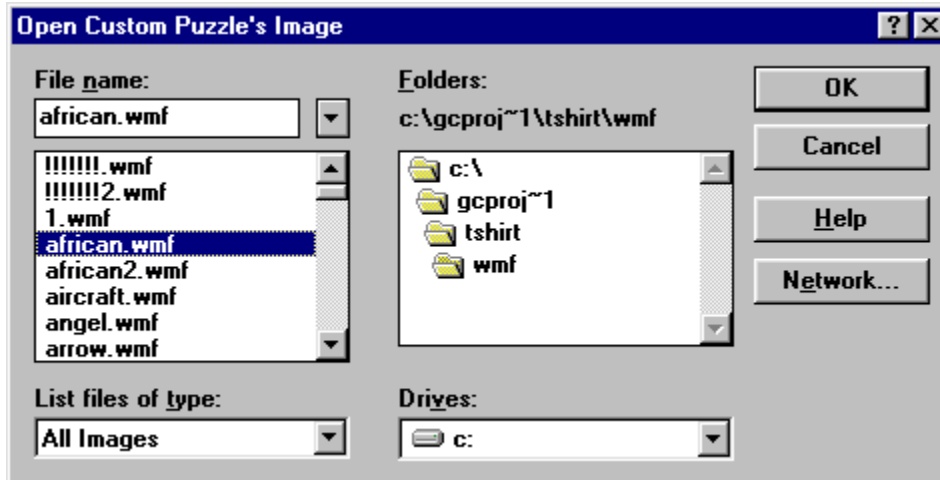 Open Custom Puzzle's Image
File name:
african.wmf
!!!!!!!.wmf
!!!!!!!2.wmf
1.wmf
african.wmf
african2.wmf
aircraft.wmf
angel.wmf
arrow.wmf
List files of type:
All Images
Folders:
c:\gcproj~1\tshirt\wmf
c:\
gcproj~1
tshirt
wmf
Drives:
c:
OK
Cancel
Help
Network...